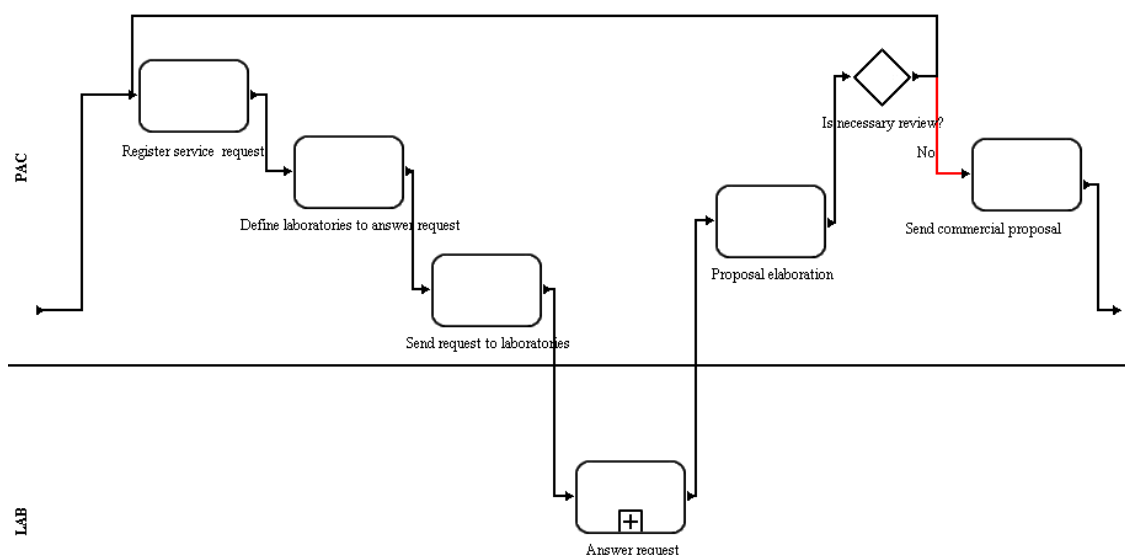 PAC
Register service request
Define laboratories to answer request
Send request to laboratories
Is necessary review?
No
Send commercial proposal
Proposal elaboration
LAB
Answer request